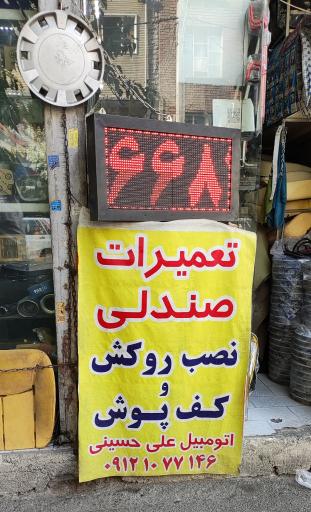 ۶۶۸
تعمیرات
صندلی
نصب روکش
و
کف پوش
اتومبیل علی حسینی
۰۹۱۲ ۱۰ ۷۷ ۱۴۶